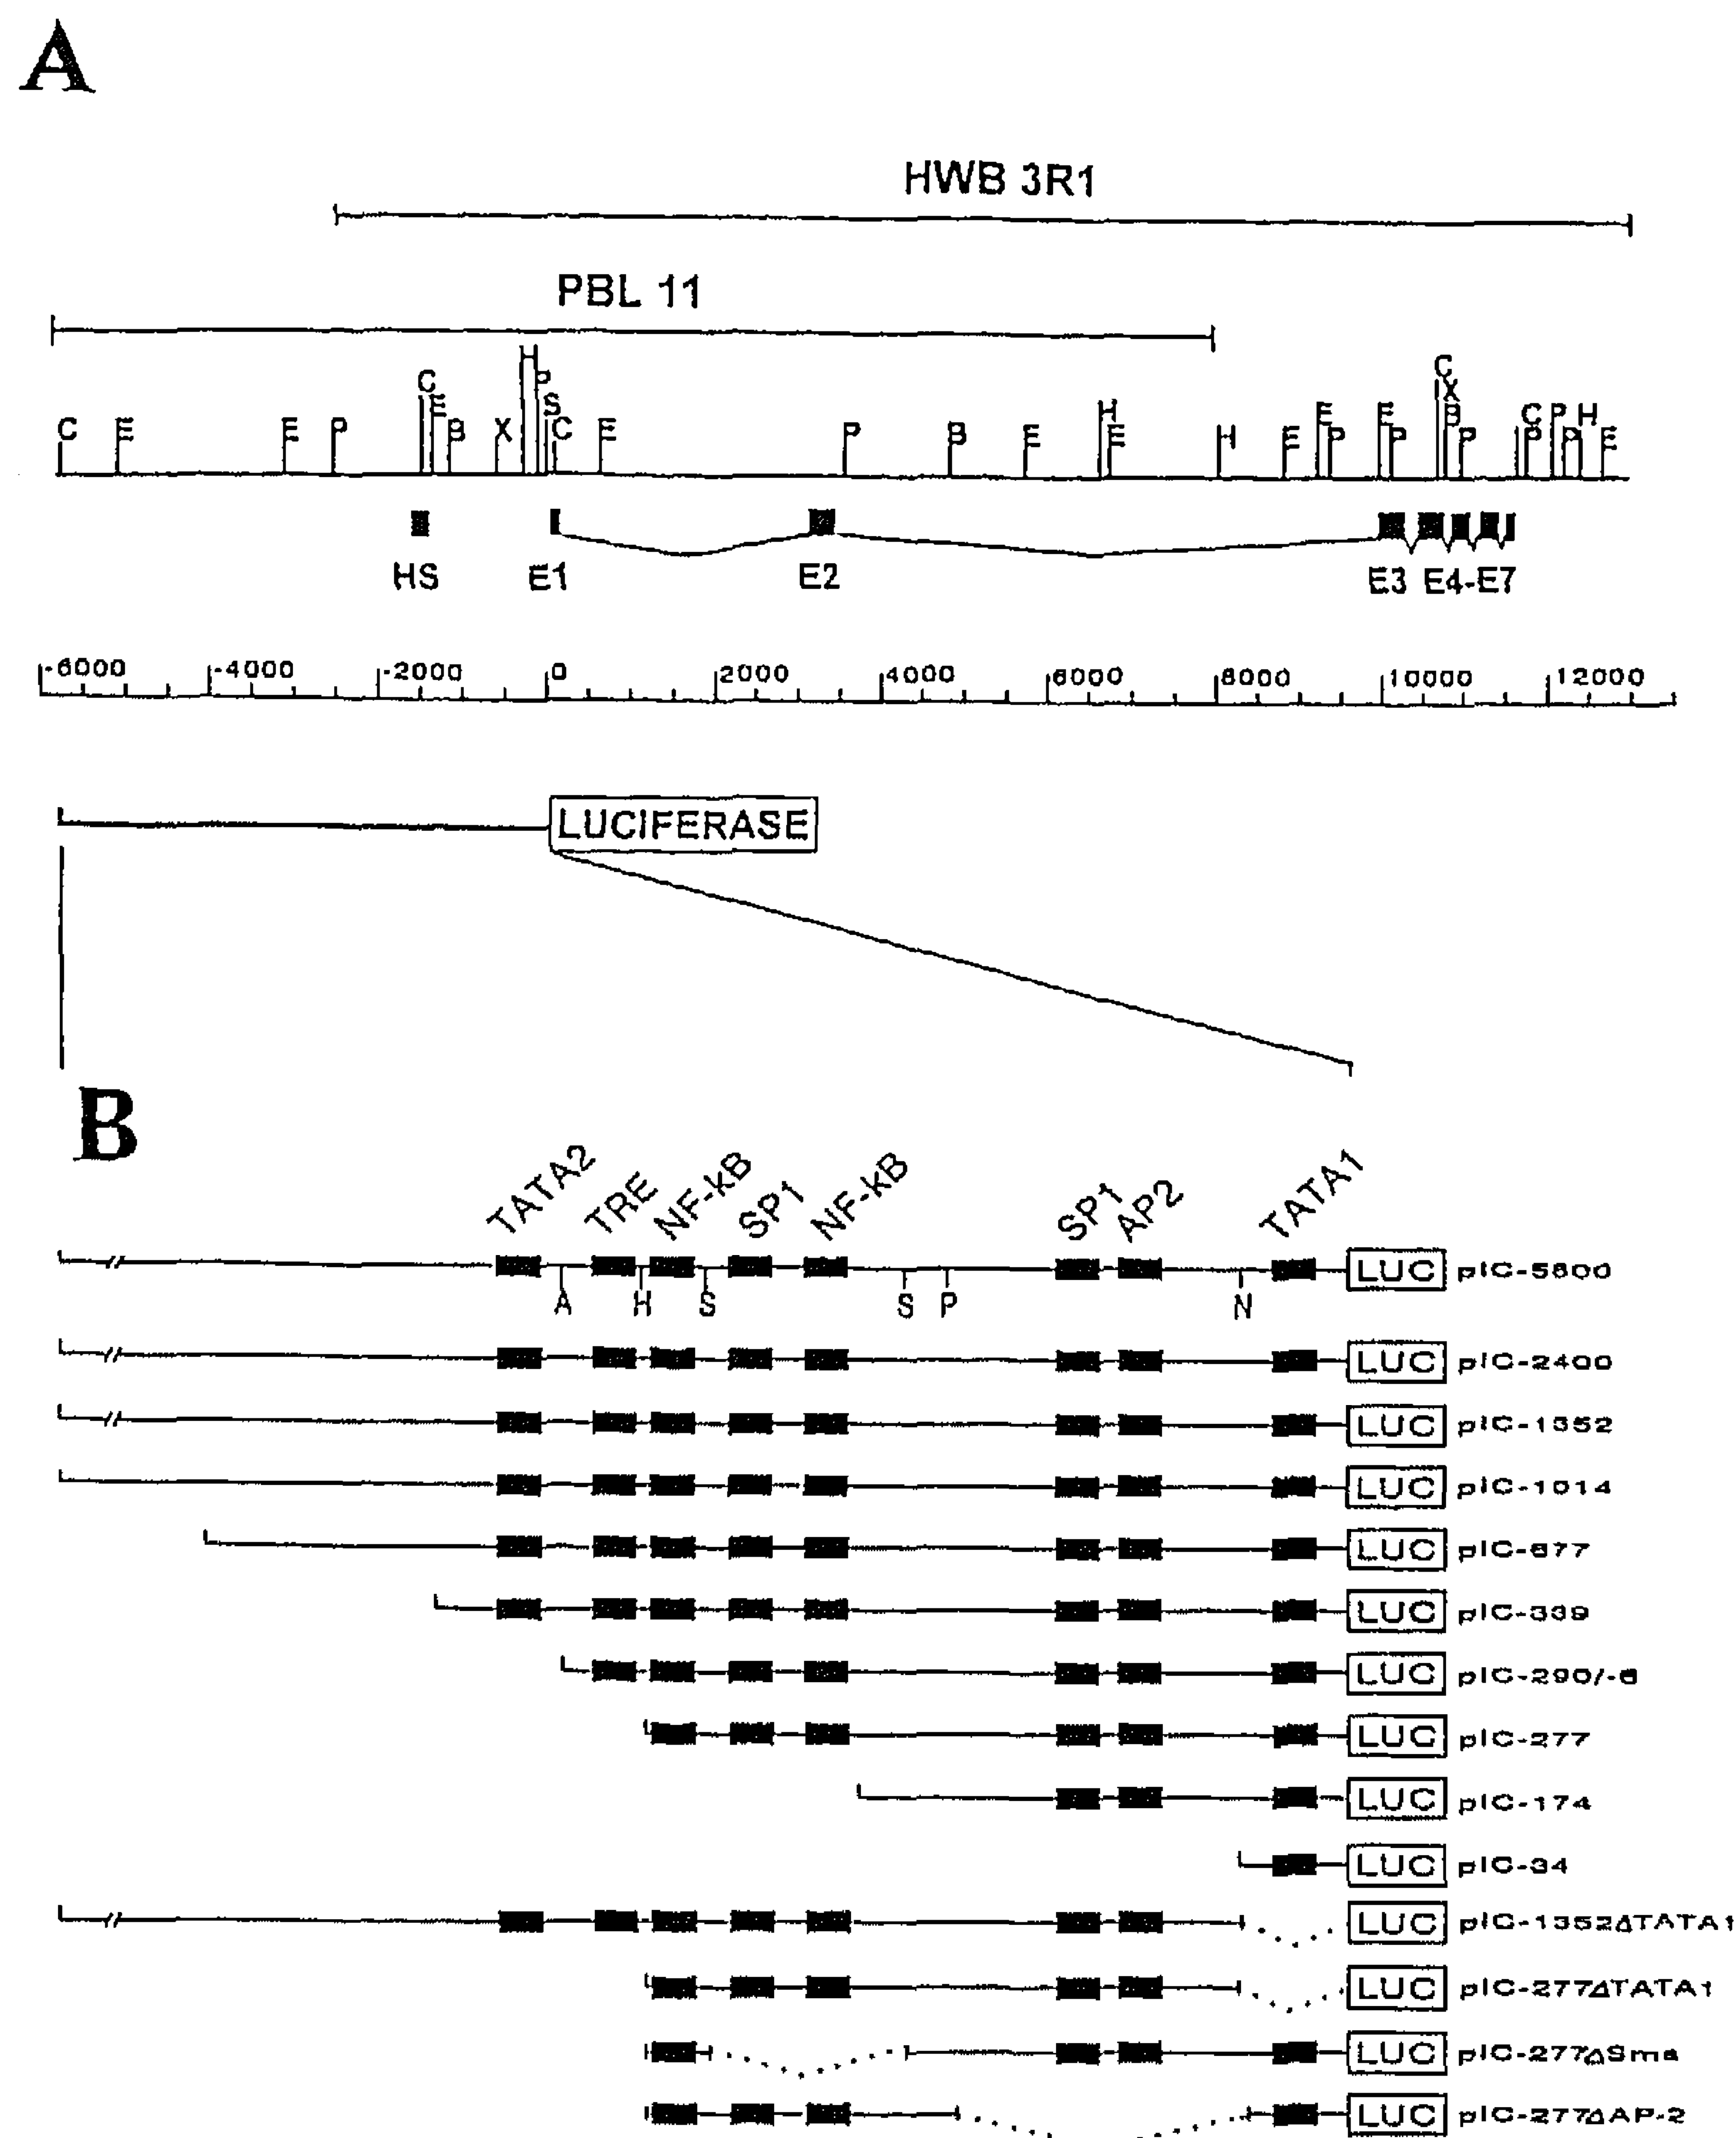 A
HWB 3R1
PBL 11
C E E P C E B X H P S C E P B E H E H E E P E P C X B P C P P P H E
HS E1 E2 E3 E4-E7
-6000 -4000 -2000 0 2000 4000 6000 8000 10000 12000
LUCIFERASE
B
TATA2 TRE NF-kB SP1 NF-kB SP1 AP2 TATA1
LUC pIC-5800
A H S S P N
LUC pIC-2400
LUC pIC-1352
LUC pIC-1014
LUC pIC-677
LUC pIC-339
LUC pIC-290/-6
LUC pIC-277
LUC pIC-174
LUC pIC-34
LUC pIC-1352ΔTATA1
LUC pIC-277ΔTATA1
LUC pIC-277ΔSma
LUC pIC-277ΔAP-2